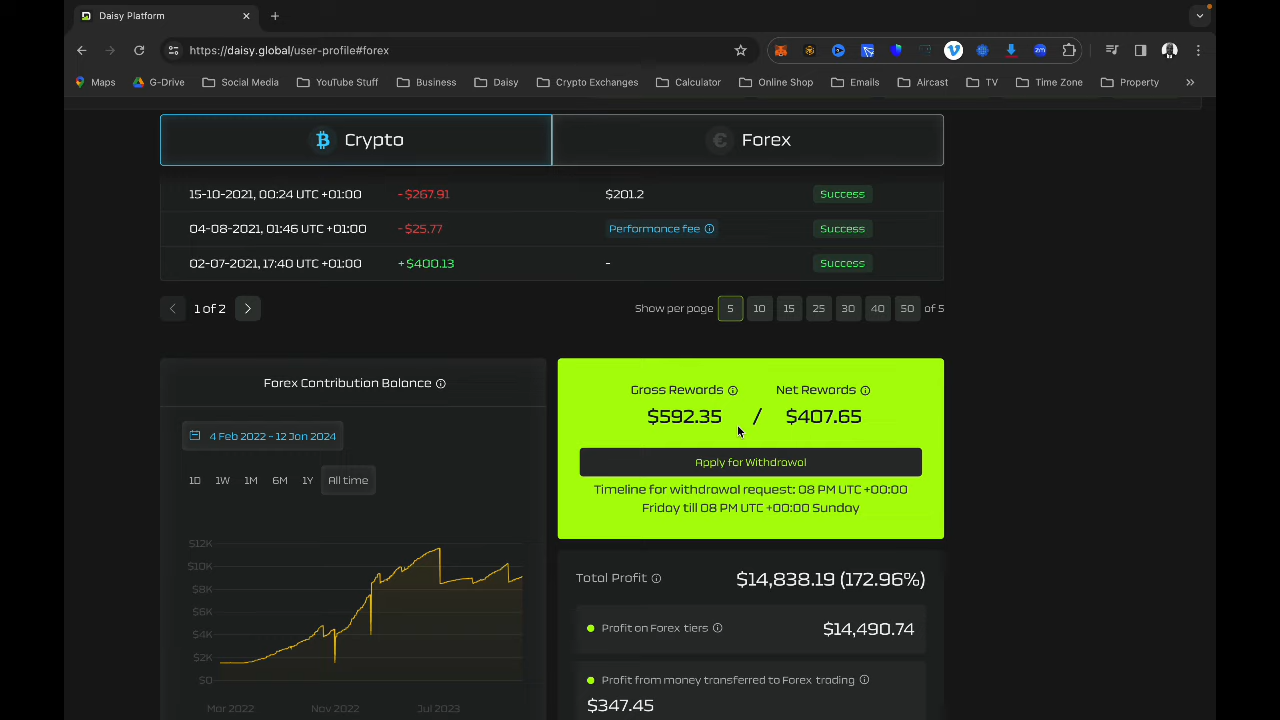 Daisy Platform
https://daisy.global/user-profile#forex
Maps G-Drive Social Media YouTube Stuff Business Daisy Crypto Exchanges Calculator Online Shop Emails Aircast TV Time Zone Property
Crypto Forex
15-10-2021, 00:24 UTC +01:00 - $267.91 $201.2 Success
04-08-2021, 01:46 UTC +01:00 - $25.77 Performance fee Success
02-07-2021, 17:40 UTC +01:00 + $400.13 - Success
1 of 2 Show per page 5 10 15 25 30 40 50 of 5
Forex Contribution Balance
4 Feb 2022 - 12 Jan 2024
1D 1W 1M 6M 1Y All time
$12K
$10K
$8K
$6K
$4K
$2K
$0
Mar 2022 Nov 2022 Jul 2023
Gross Rewards Net Rewards
$592.35 / $407.65
Apply for Withdrawal
Timeline for withdrawal request: 08 PM UTC +00:00
Friday till 08 PM UTC +00:00 Sunday
Total Profit $14,838.19 (172.96%)
Profit on Forex tiers $14,490.74
Profit from money transferred to Forex trading
$347.45